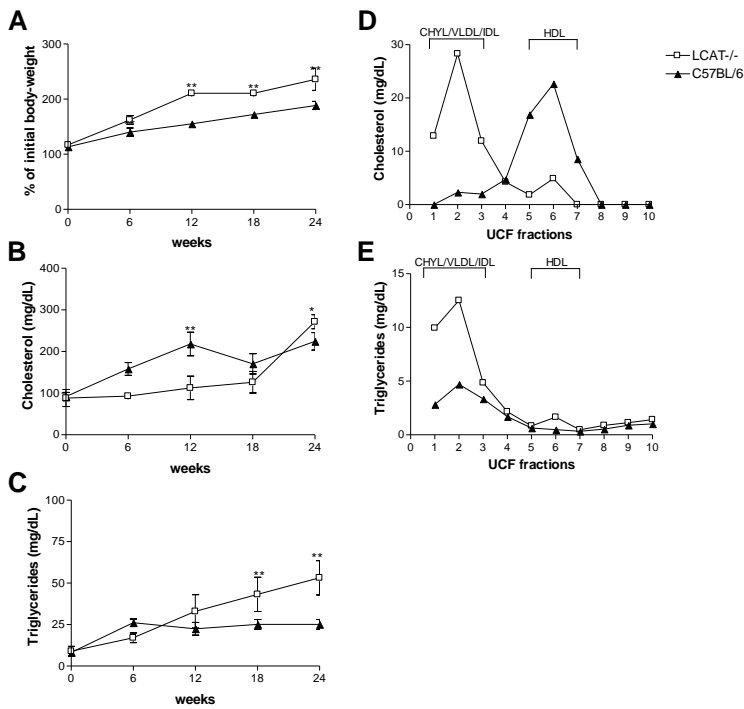 A
% of initial body-weight
300
200
100
0
**
**
**
0 6 12 18 24
weeks
B
Cholesterol (mg/dL)
400
300
200
100
0
**
*
0 6 12 18 24
weeks
C
Triglycerides (mg/dL)
100
75
50
25
0
**
**
0 6 12 18 24
weeks
D
CHYL/VLDL/IDL HDL
Cholesterol (mg/dL)
30
20
10
0
0 1 2 3 4 5 6 7 8 9 10
UCF fractions
LCAT-/-
C57BL/6
E
CHYL/VLDL/IDL HDL
Triglycerides (mg/dL)
15
10
5
0
0 1 2 3 4 5 6 7 8 9 10
UCF fractions